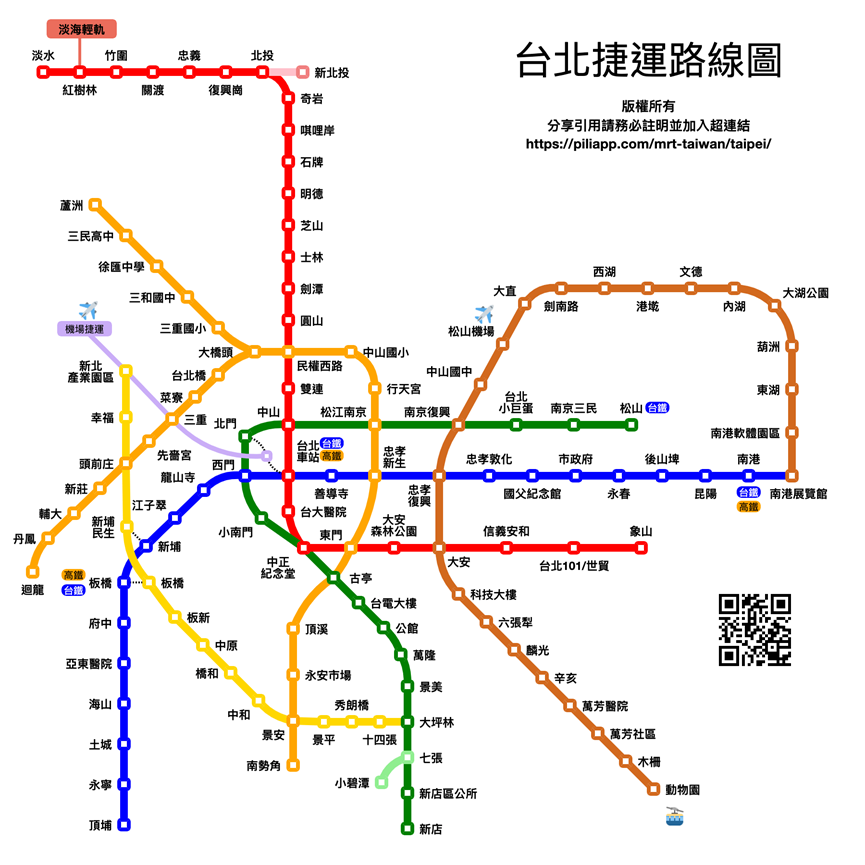 淡海輕軌
台北捷運路線圖
版權所有
分享引用請務必註明並加入超連結
https://piliapp.com/mrt-taiwan/taipei/
淡水
竹圍
忠義
北投
紅樹林
關渡
復興崗
新北投
奇岩
唭哩岸
石牌
明德
芝山
士林
劍潭
圓山
蘆洲
三民高中
徐匯中學
三和國中
三重國小
大橋頭
民權西路
中山國小
機場捷運
新北
產業園區
台北橋
菜寮
三重
雙連
行天宮
幸福
先嗇宮
頭前庄
新莊
輔大
丹鳳
迴龍
北門
中山
松江南京
南京復興
台北
小巨蛋
南京三民
松山
台鐵
大直
西湖
文德
大湖公園
劍南路
港墘
內湖
松山機場
中山國中
葫洲
東湖
南港軟體園區
西門
龍山寺
台北
車站
台鐵
高鐵
忠孝
新生
忠孝
復興
忠孝敦化
市政府
後山埤
南港
善導寺
國父紀念館
永春
昆陽
台鐵
高鐵
南港展覽館
江子翠
新埔
民生
新埔
小南門
台大醫院
東門
大安
森林公園
信義安和
象山
中正
紀念堂
大安
台北101/世貿
高鐵
台鐵
板橋
板橋
古亭
台電大樓
科技大樓
府中
板新
頂溪
公館
六張犁
亞東醫院
中原
萬隆
麟光
橋和
永安市場
景美
辛亥
海山
中和
秀朗橋
大坪林
萬芳醫院
土城
景安
景平
十四張
萬芳社區
永寧
南勢角
七張
木柵
小碧潭
新店區公所
動物園
頂埔
新店